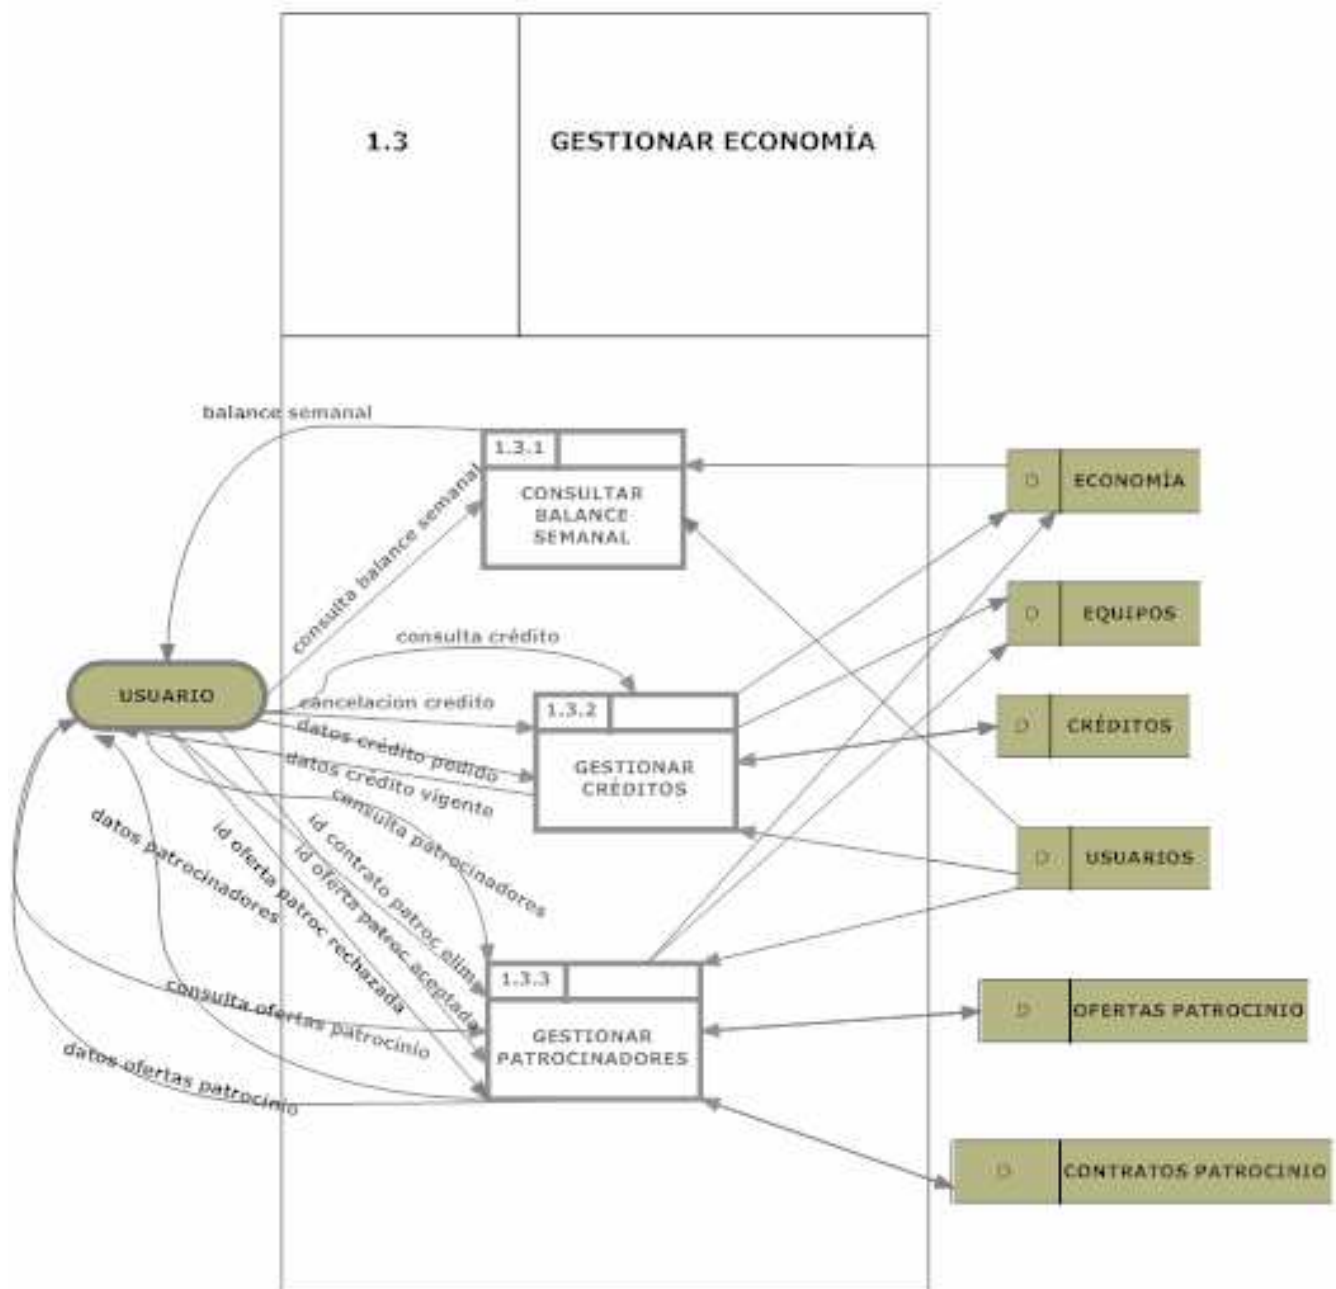 1.3
GESTIONAR ECONOMÍA
balance semanal
1.3.1
CONSULTAR
BALANCE
SEMANAL
consulta balance semanal
D
ECONOMÍA
D
EQUIPOS
consulta crédito
USUARIO
cancelacion credito
1.3.2
GESTIONAR
CRÉDITOS
D
CRÉDITOS
datos crédito pedido
datos crédito vigente
consulta patrocinadores
datos patrocinadores
id oferta patroc rechazada
id oferta patroc aceptada
id contrato patroc elim
D
USUARIOS
1.3.3
GESTIONAR
PATROCINADORES
consulta ofertas patrocinio
datos ofertas patrocinio
D
OFERTAS PATROCINIO
D
CONTRATOS PATROCINIO